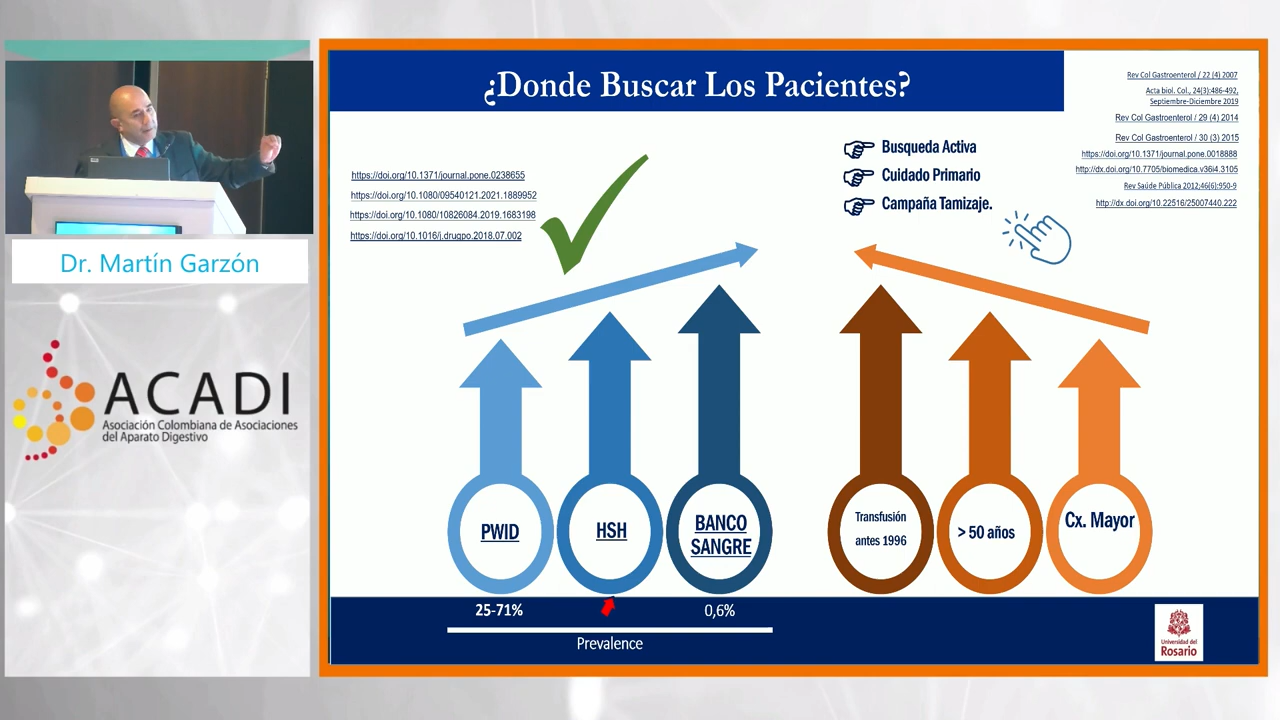 ¿Donde Buscar Los Pacientes?
Rev Col Gastroenterol / 22 (4) 2007
Acta biol. Col., 24(3):486-492,
Septiembre-Diciembre 2019
Rev Col Gastroenterol / 29 (4) 2014
Rev Col Gastroenterol / 30 (3) 2015
https://doi.org/10.1371/journal.pone.0018888
http://dx.doi.org/10.7705/biomedica.v36i4.3105
Rev Saúde Pública 2012;46(6):950-9
http://dx.doi.org/10.22516/25007440.222
https://doi.org/10.1371/journal.pone.0238655
https://doi.org/10.1080/09540121.2021.1889952
https://doi.org/10.1080/10826084.2019.1683198
https://doi.org/10.1016/j.drugpo.2018.07.002
Busqueda Activa
Cuidado Primario
Campaña Tamizaje.
Dr. Martín Garzón
ACADI
Asociación Colombiana de Asociaciones
del Aparato Digestivo
PWID
HSH
BANCO
SANGRE
Transfusión
antes 1996
> 50 años
Cx. Mayor
25-71%
0,6%
Prevalence
Universidad del
Rosario